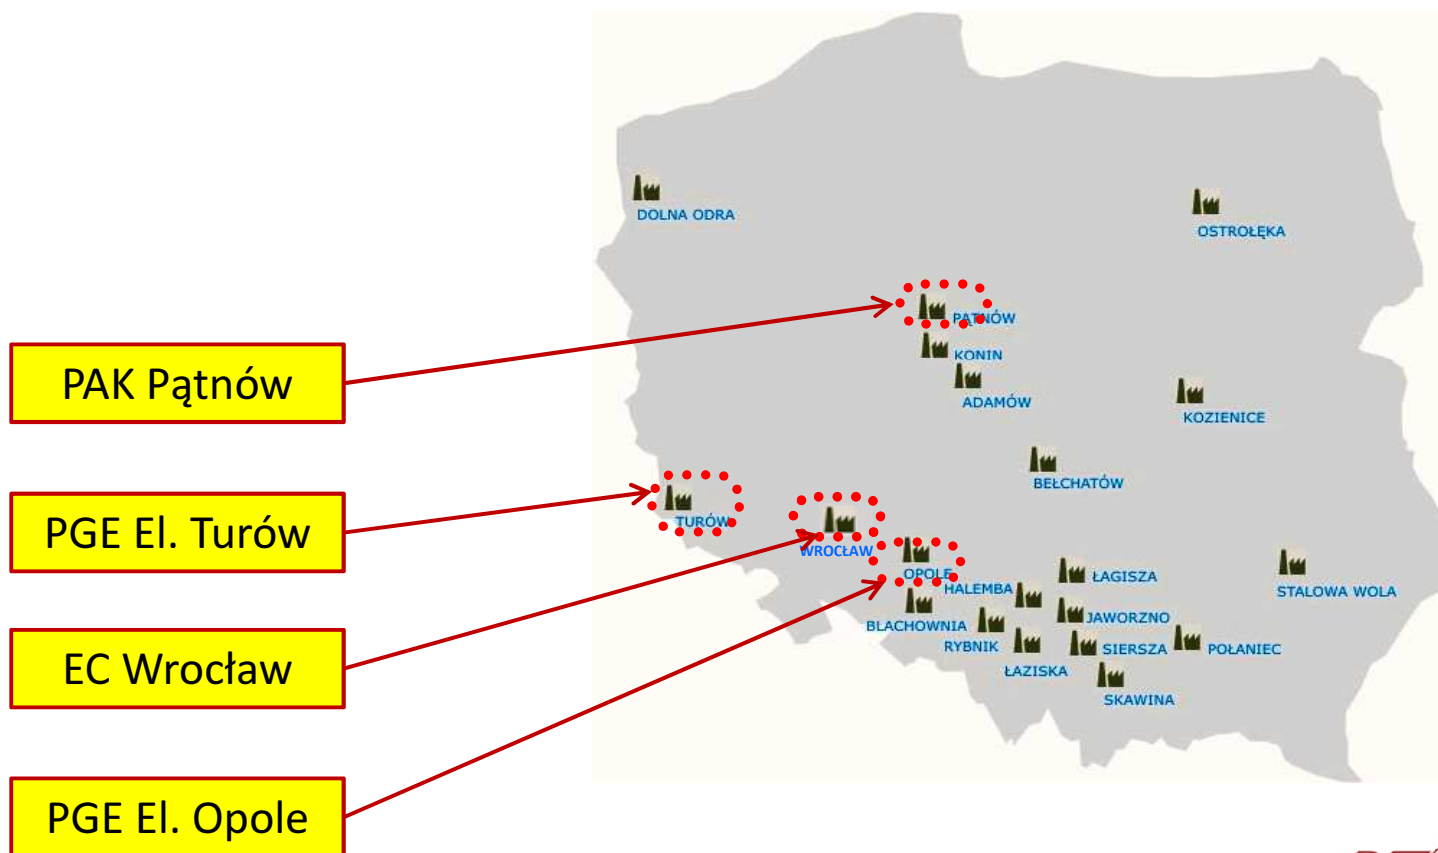 DOLNA ODRA
OSTROŁĘKA
PĄTNÓW
KONIN
ADAMÓW
KOZIENICE
BEŁCHATÓW
TURÓW
WROCŁAW
OPOLE
HALEMBA
ŁAGISZA
STALOWA WOLA
BLACHOWNIA
JAWORZNO
RYBNIK
SIERSZA
POŁANIEC
ŁAZISKA
SKAWINA
PAK Pątnów
PGE El. Turów
EC Wrocław
PGE El. Opole